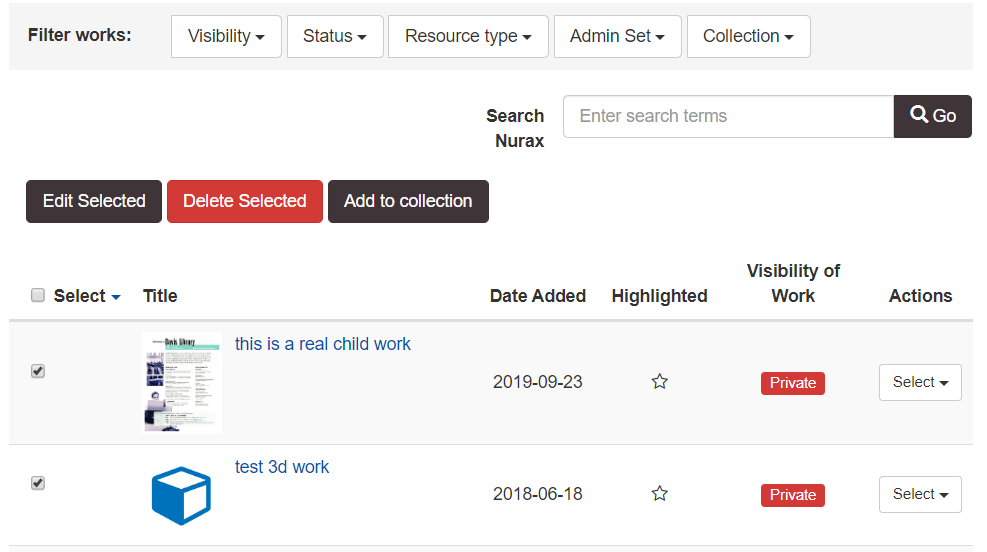 Filter works: Visibility Status Resource type Admin Set Collection
Search Nurax
Enter search terms Go
Edit Selected Delete Selected Add to collection
Select Title Date Added Highlighted Visibility of Work Actions
Davis Library
this is a real child work
2019-09-23 Private Select
test 3d work
2018-06-18 Private Select